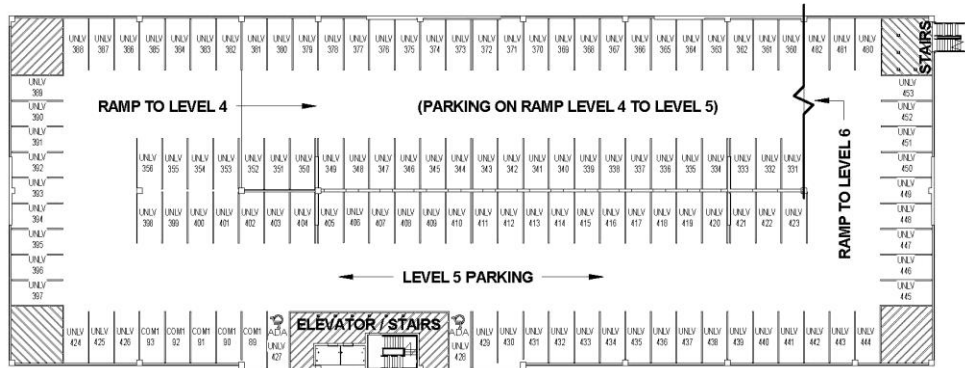 UNLV UNLV UNLV UNLV UNLV UNLV UNLV UNLV UNLV UNLV UNLV UNLV UNLV UNLV UNLV UNLV UNLV UNLV UNLV UNLV UNLV UNLV UNLV UNLV UNLV UNLV UNLV UNLV UNLV UNLV UNLV UNLV
388 387 386 385 384 383 382 381 380 379 378 377 376 375 374 373 372 371 370 369 368 367 366 365 364 363 362 361 360 482 481 480
STAIRS
UNLV
389
UNLV
390
UNLV
391
UNLV
392
UNLV
393
UNLV
394
UNLV
395
UNLV
396
UNLV
397
RAMP TO LEVEL 4
(PARKING ON RAMP LEVEL 4 TO LEVEL 5)
UNLV UNLV UNLV UNLV UNLV UNLV UNLV UNLV UNLV UNLV UNLV UNLV UNLV UNLV UNLV UNLV UNLV UNLV UNLV UNLV UNLV UNLV UNLV UNLV UNLV UNLV
356 355 354 353 352 351 350 349 348 347 346 345 344 343 342 341 340 339 338 337 336 335 334 333 332 331
UNLV UNLV UNLV UNLV UNLV UNLV UNLV UNLV UNLV UNLV UNLV UNLV UNLV UNLV UNLV UNLV UNLV UNLV UNLV UNLV UNLV UNLV UNLV UNLV UNLV UNLV
398 399 400 401 402 403 404 405 406 407 408 409 410 411 412 413 414 415 416 417 418 419 420 421 422 423
RAMP TO LEVEL 6
UNLV
453
UNLV
452
UNLV
451
UNLV
450
UNLV
449
UNLV
448
UNLV
447
UNLV
446
UNLV
445
LEVEL 5 PARKING
ELEVATOR / STAIRS
UNLV UNLV UNLV COM1 COM1 COM1 COM1 COM1
424 425 426 93 92 91 90 89
ADA
UNLV
427
ADA
UNLV
428
UNLV UNLV UNLV UNLV UNLV UNLV UNLV UNLV UNLV UNLV UNLV UNLV UNLV UNLV UNLV UNLV
429 430 431 432 433 434 435 436 437 438 439 440 441 442 443 444